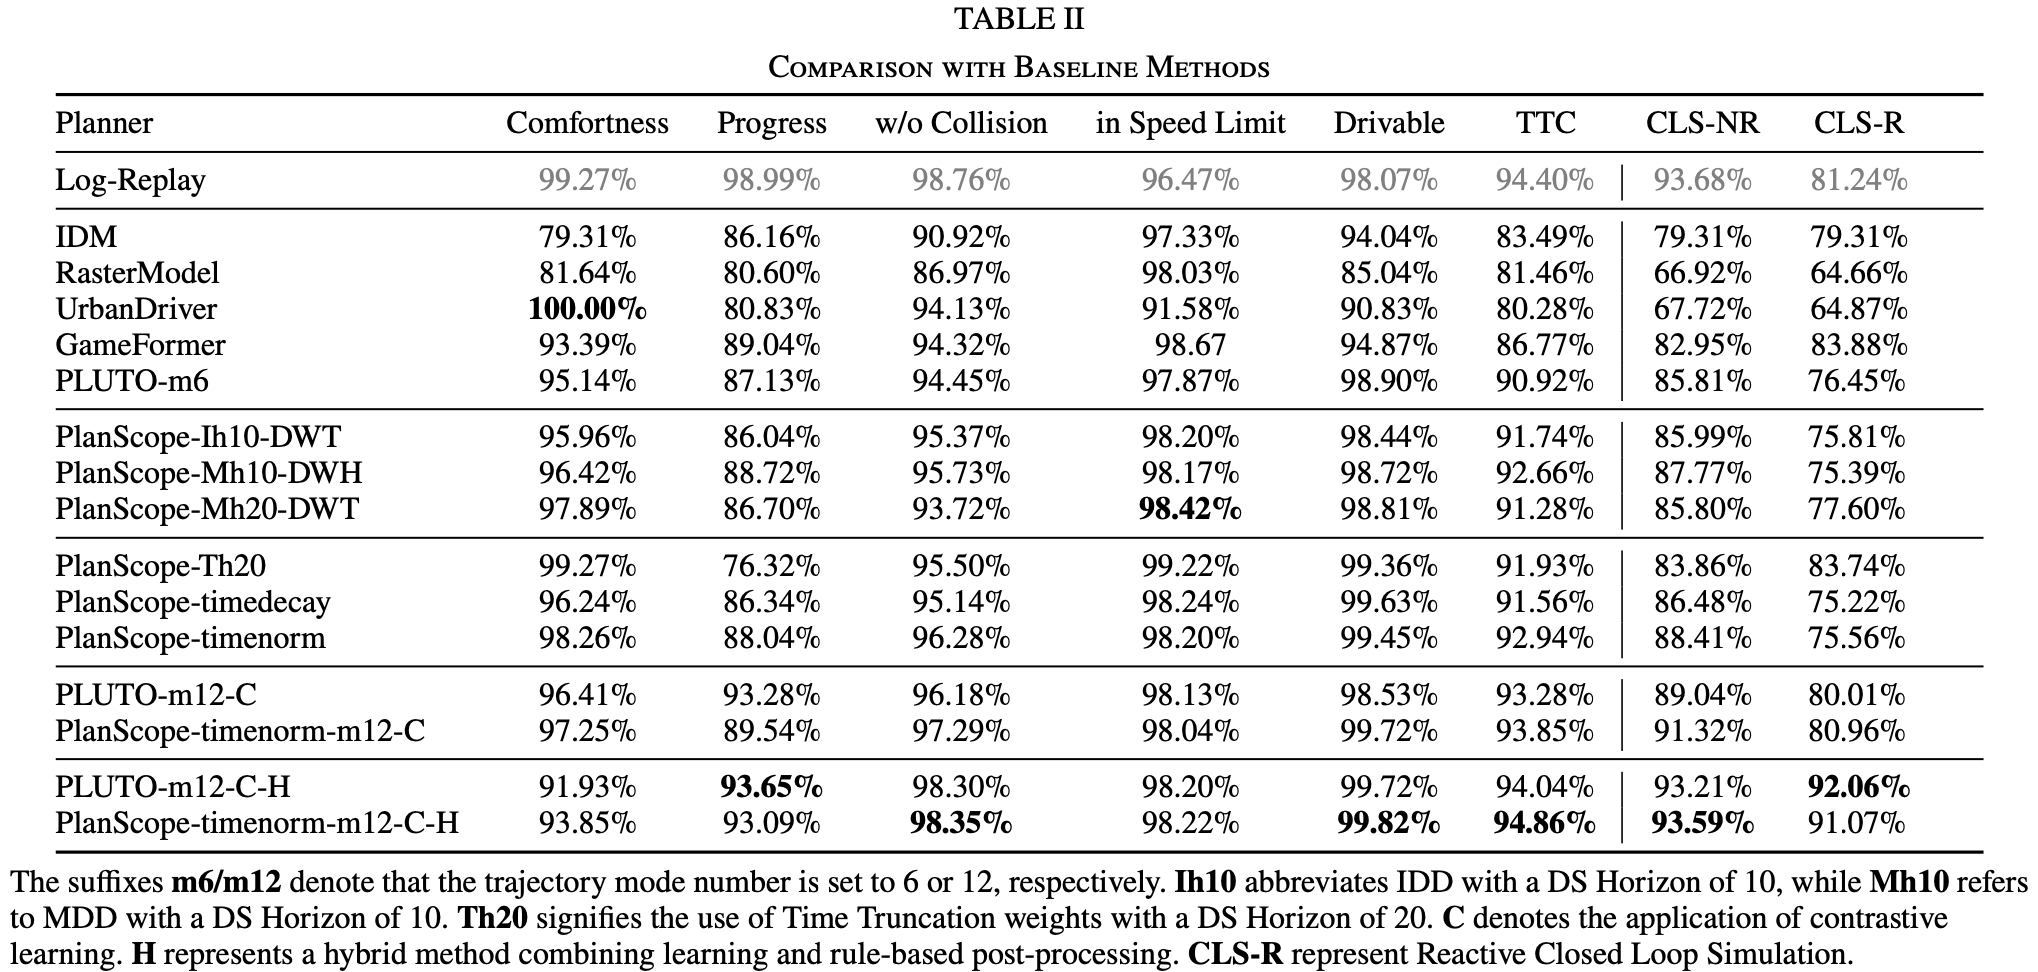 TABLE II
COMPARISON WITH BASELINE METHODS
Planner Comfortness Progress w/o Collision in Speed Limit Drivable TTC CLS-NR CLS-R
Log-Replay 99.27% 98.99% 98.76% 96.47% 98.07% 94.40% 93.68% 81.24%
IDM 79.31% 86.16% 90.92% 97.33% 94.04% 83.49% 79.31% 79.31%
RasterModel 81.64% 80.60% 86.97% 98.03% 85.04% 81.46% 66.92% 64.66%
UrbanDriver 100.00% 80.83% 94.13% 91.58% 90.83% 80.28% 67.72% 64.87%
GameFormer 93.39% 89.04% 94.32% 98.67 94.87% 86.77% 82.95% 83.88%
PLUTO-m6 95.14% 87.13% 94.45% 97.87% 98.90% 90.92% 85.81% 76.45%
PlanScope-Ih10-DWT 95.96% 86.04% 95.37% 98.20% 98.44% 91.74% 85.99% 75.81%
PlanScope-Mh10-DWH 96.42% 88.72% 95.73% 98.17% 98.72% 92.66% 87.77% 75.39%
PlanScope-Mh20-DWT 97.89% 86.70% 93.72% 98.42% 98.81% 91.28% 85.80% 77.60%
PlanScope-Th20 99.27% 76.32% 95.50% 99.22% 99.36% 91.93% 83.86% 83.74%
PlanScope-timedecay 96.24% 86.34% 95.14% 98.24% 99.63% 91.56% 86.48% 75.22%
PlanScope-timenorm 98.26% 88.04% 96.28% 98.20% 99.45% 92.94% 88.41% 75.56%
PLUTO-m12-C 96.41% 93.28% 96.18% 98.13% 98.53% 93.28% 89.04% 80.01%
PlanScope-timenorm-m12-C 97.25% 89.54% 97.29% 98.04% 99.72% 93.85% 91.32% 80.96%
PLUTO-m12-C-H 91.93% 93.65% 98.30% 98.20% 99.72% 94.04% 93.21% 92.06%
PlanScope-timenorm-m12-C-H 93.85% 93.09% 98.35% 98.22% 99.82% 94.86% 93.59% 91.07%
The suffixes m6/m12 denote that the trajectory mode number is set to 6 or 12, respectively. Ih10 abbreviates IDD with a DS Horizon of 10, while Mh10 refers
to MDD with a DS Horizon of 10. Th20 signifies the use of Time Truncation weights with a DS Horizon of 20. C denotes the application of contrastive
learning. H represents a hybrid method combining learning and rule-based post-processing. CLS-R represent Reactive Closed Loop Simulation.